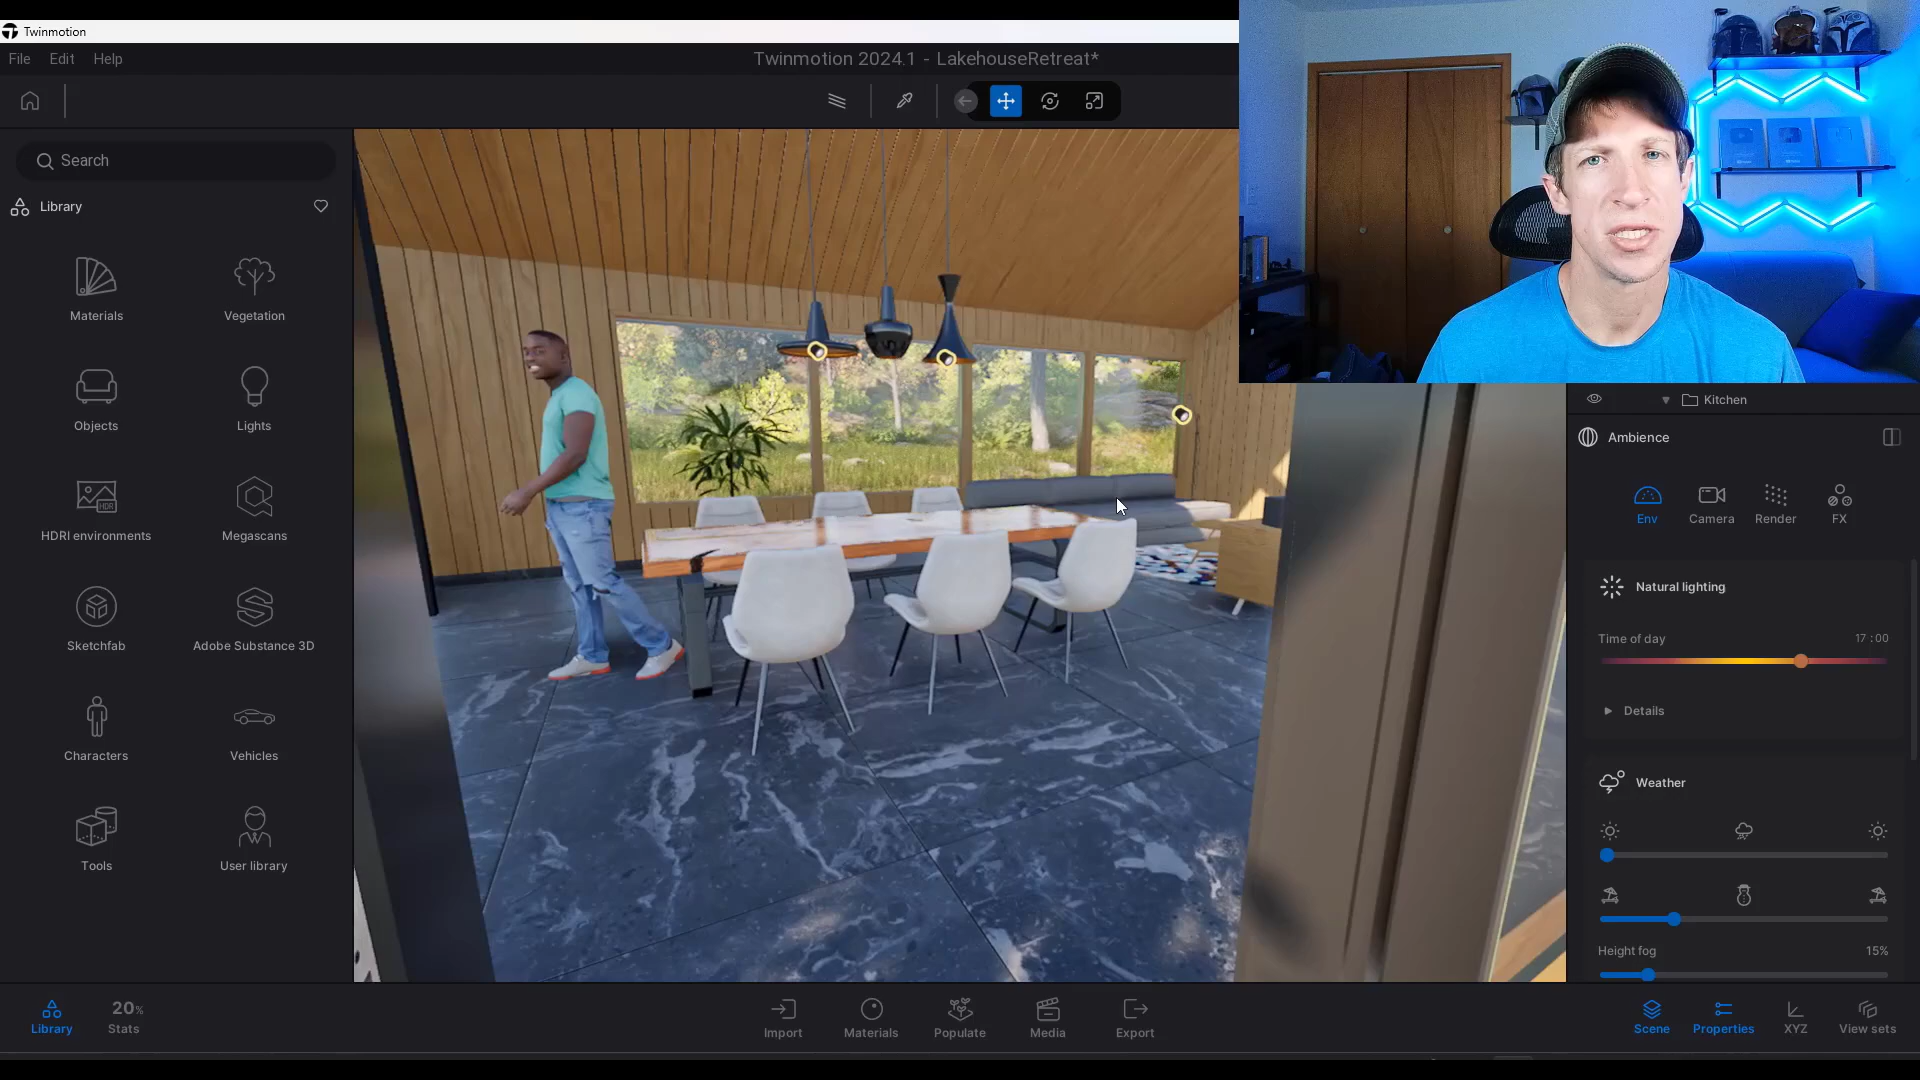 Twinmotion
File Edit Help
Twinmotion 2024.1 - LakehouseRetreat*
Search
Library
Materials
Vegetation
Objects
Lights
HDR
HDRI environments
Megascans
Sketchfab
Adobe Substance 3D
Characters
Vehicles
Tools
User library
Kitchen
Ambience
Env
Camera
Render
FX
Natural lighting
Time of day 17:00
Details
Weather
Height fog 15%
Library
20%
Stats
Import
Materials
Populate
Media
Export
Scene
Properties
XYZ
View sets